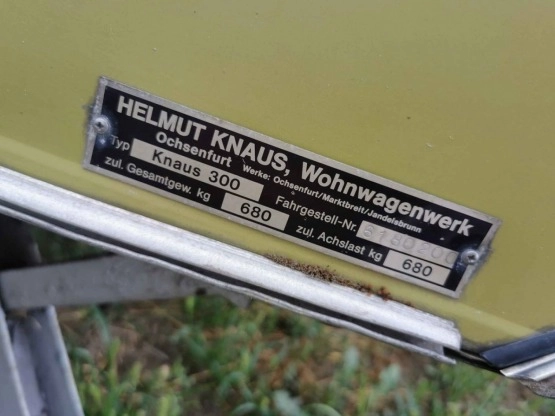 HELMUT KNAUS, Wohnwagenwerk
Ochsenfurt Werke: Ochsenfurt/Marktbreit/Jandelsbrunn
Typ Knaus 300 Fahrgestell-Nr.
zul. Gesamtgew. kg 680 zul. Achslast kg 680